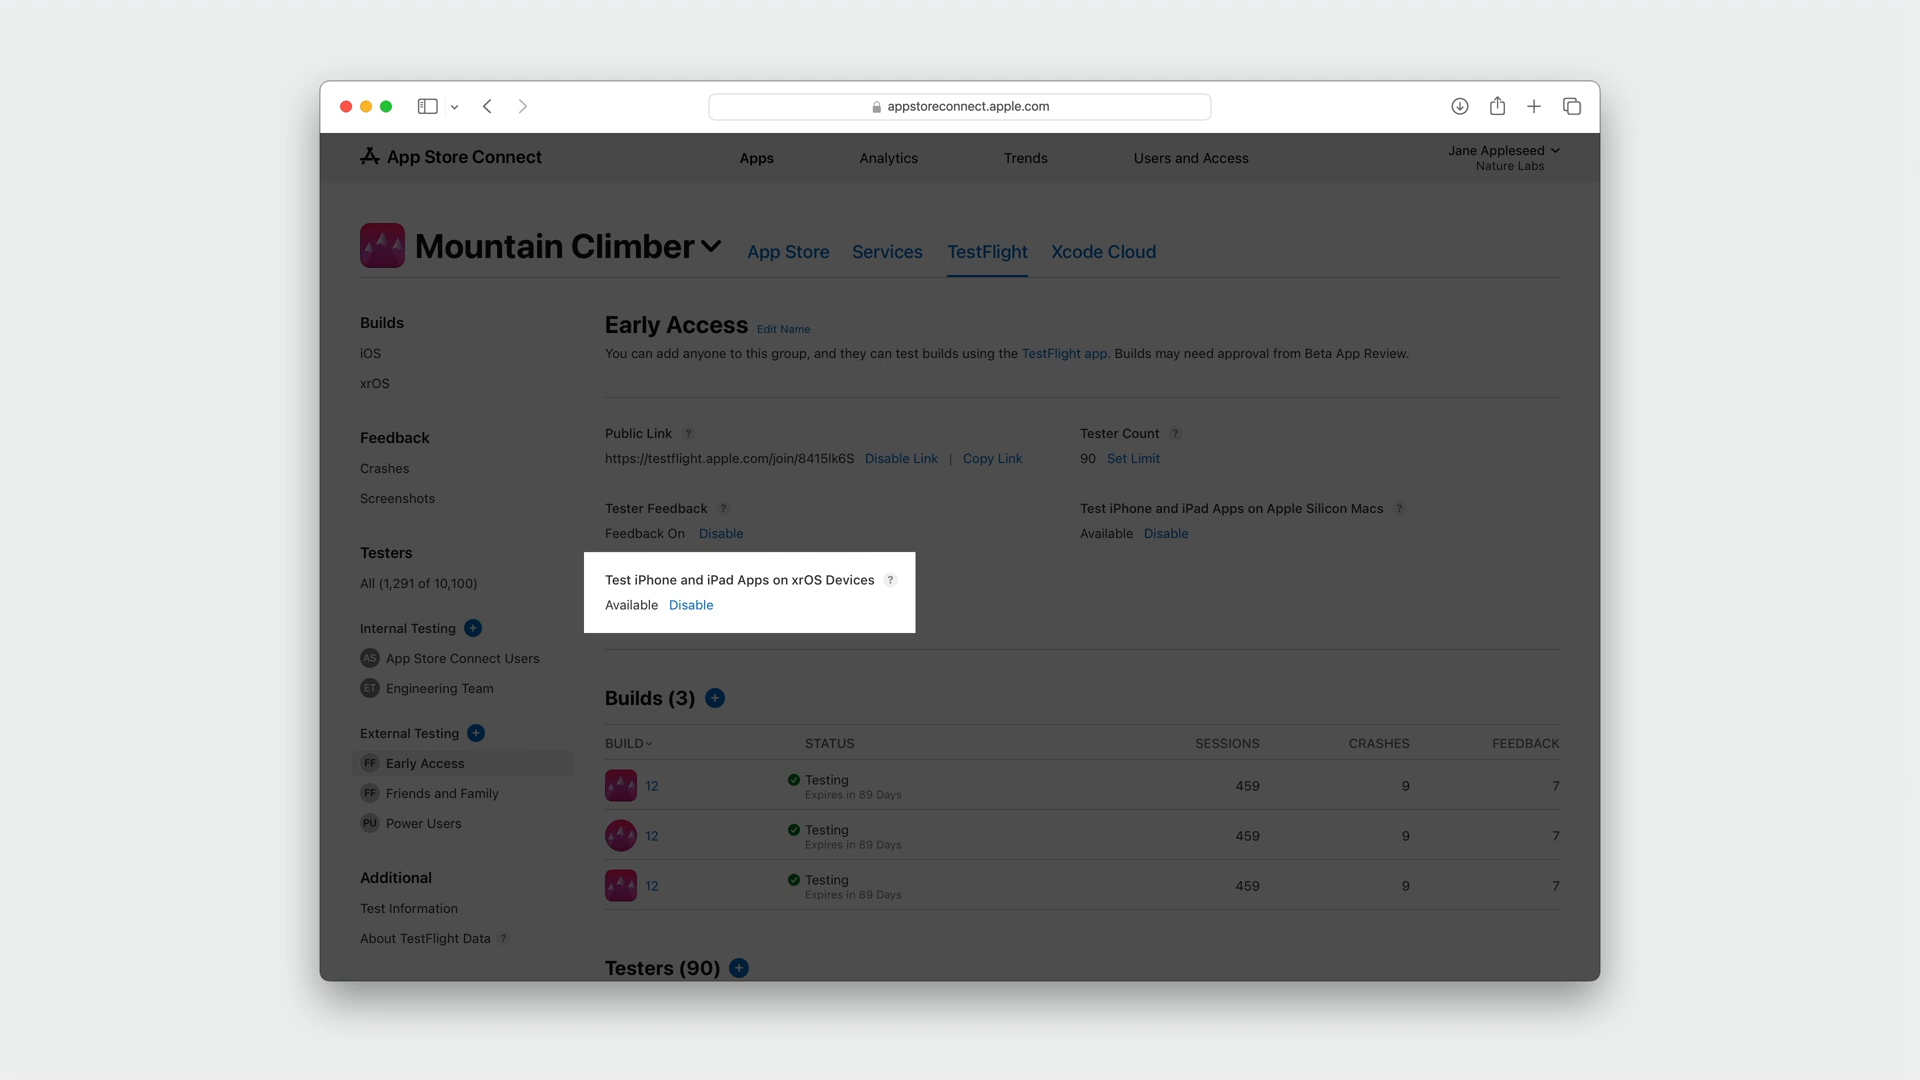 appstoreconnect.apple.com
App Store Connect
Apps
Analytics
Trends
Users and Access
Jane Appleseed
Nature Labs
Mountain Climber
App Store
Services
TestFlight
Xcode Cloud
Builds
iOS
xrOS
Feedback
Crashes
Screenshots
Testers
All (1,291 of 10,100)
Internal Testing +
AS App Store Connect Users
ET Engineering Team
External Testing +
FF Early Access
FF Friends and Family
PU Power Users
Additional
Test Information
About TestFlight Data ?
Early Access Edit Name
You can add anyone to this group, and they can test builds using the TestFlight app. Builds may need approval from Beta App Review.
Public Link ?
https://testflight.apple.com/join/8415lk6S Disable Link | Copy Link
Tester Count ?
90 Set Limit
Tester Feedback ?
Feedback On Disable
Test iPhone and iPad Apps on Apple Silicon Macs ?
Available Disable
Test iPhone and iPad Apps on xrOS Devices ?
Available Disable
Builds (3) +
BUILD STATUS SESSIONS CRASHES FEEDBACK
12 Testing 459 9 7
Expires in 89 Days
12 Testing 459 9 7
Expires in 89 Days
12 Testing 459 9 7
Expires in 89 Days
Testers (90) +